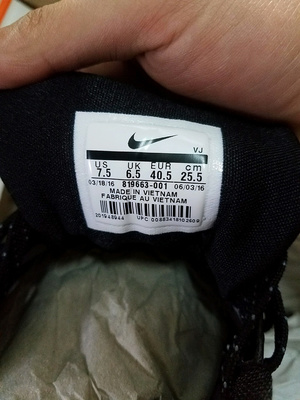 VJ
US UK EUR cm
7.5 6.5 40.5 25.5
03/18/16 819663-001 06/03/16
MADE IN VIETNAM
FABRIQUE AU VIETNAM